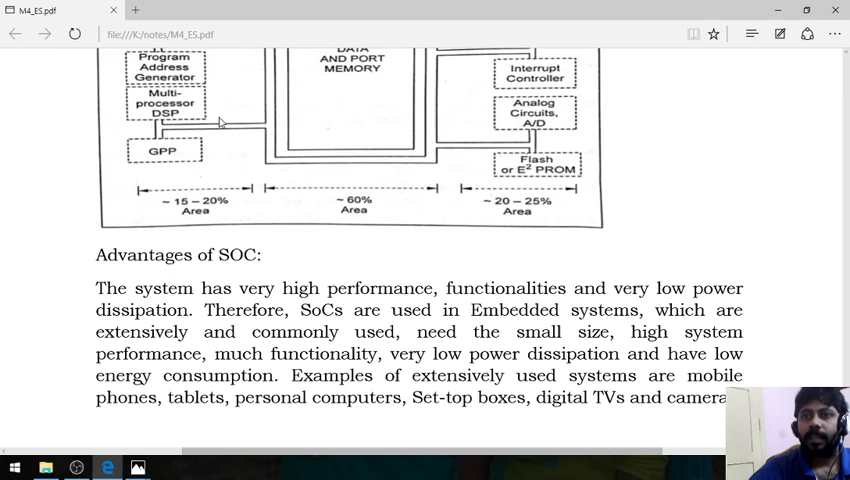 M4_ES.pdf
file:///K:/notes/M4_ES.pdf
Program
Address
Generator
Multi-
processor
DSP
GPP
DATA
AND PORT
MEMORY
Interrupt
Controller
Analog
Circuits,
A/D
Flash
or E² PROM
~ 15 – 20%
Area
~ 60%
Area
~ 20 – 25%
Area
Advantages of SOC:
The system has very high performance, functionalities and very low power
dissipation. Therefore, SoCs are used in Embedded systems, which are
extensively and commonly used, need the small size, high system
performance, much functionality, very low power dissipation and have low
energy consumption. Examples of extensively used systems are mobile
phones, tablets, personal computers, Set-top boxes, digital TVs and camera